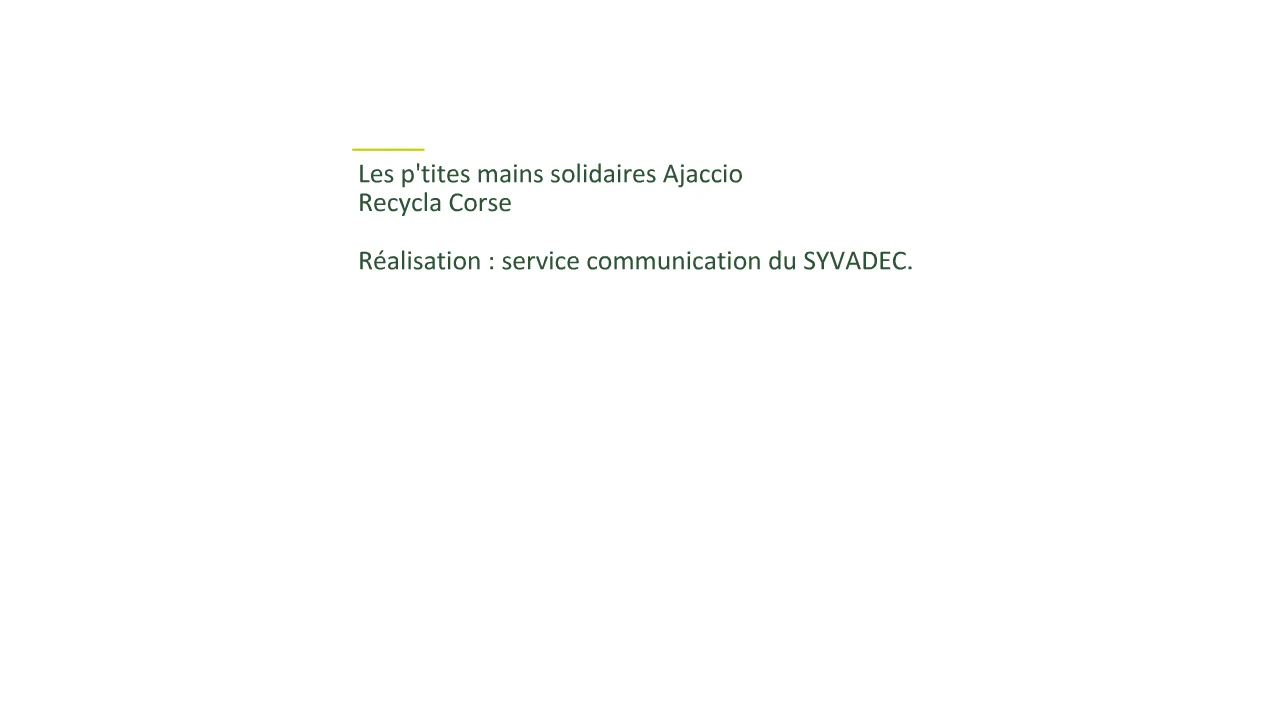 Les p'tites mains solidaires Ajaccio
Recycla Corse
Réalisation : service communication du SYVADEC.